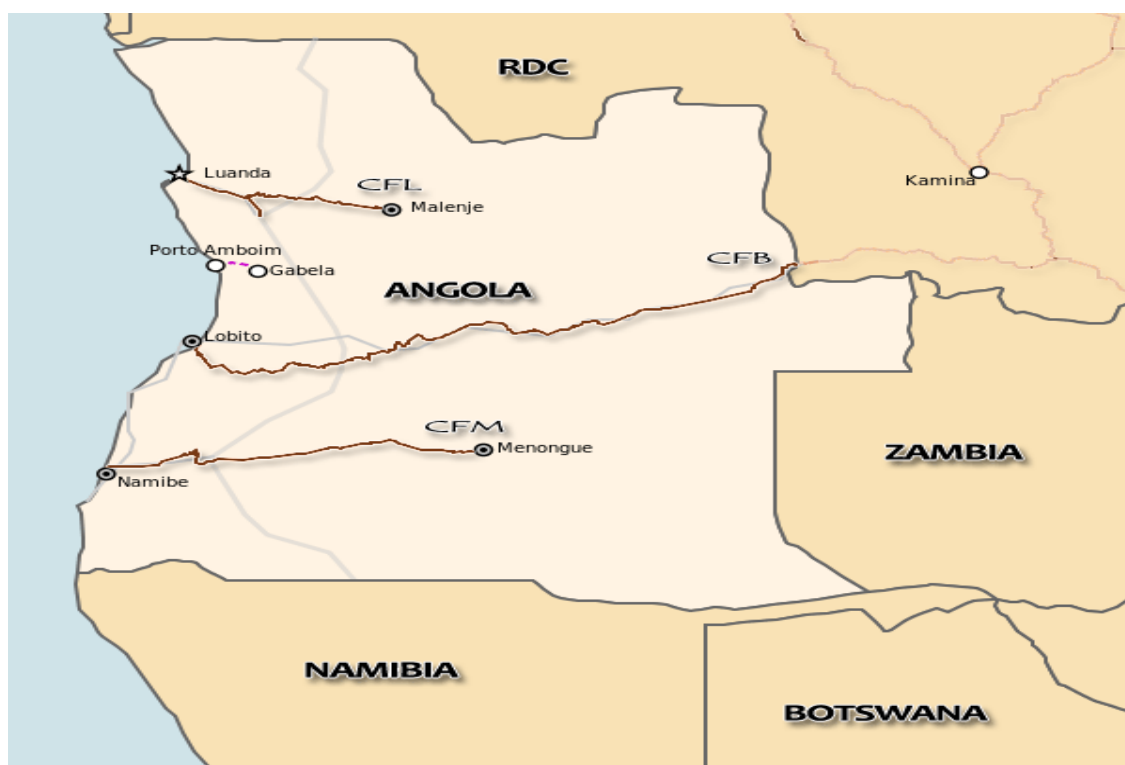 RDC
Luanda
CFL
Malenje
Kamina
Porto Amboim
Gabela
CFB
ANGOLA
Lobito
CFM
Menongue
Namibe
ZAMBIA
NAMIBIA
BOTSWANA